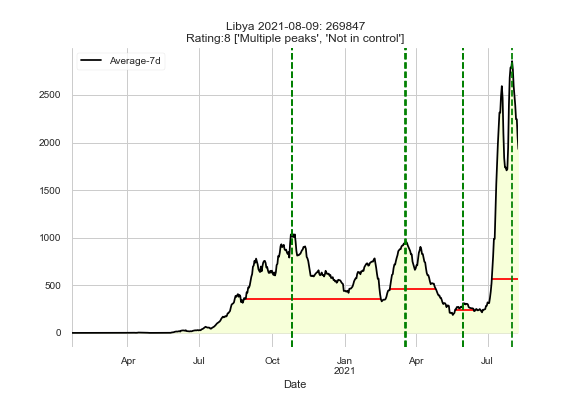 Libya 2021-08-09: 269847
Rating:8 ['Multiple peaks', 'Not in control']
Average-7d
2500
2000
1500
1000
500
0
Apr
Jul
Oct
Jan
2021
Apr
Jul
Date